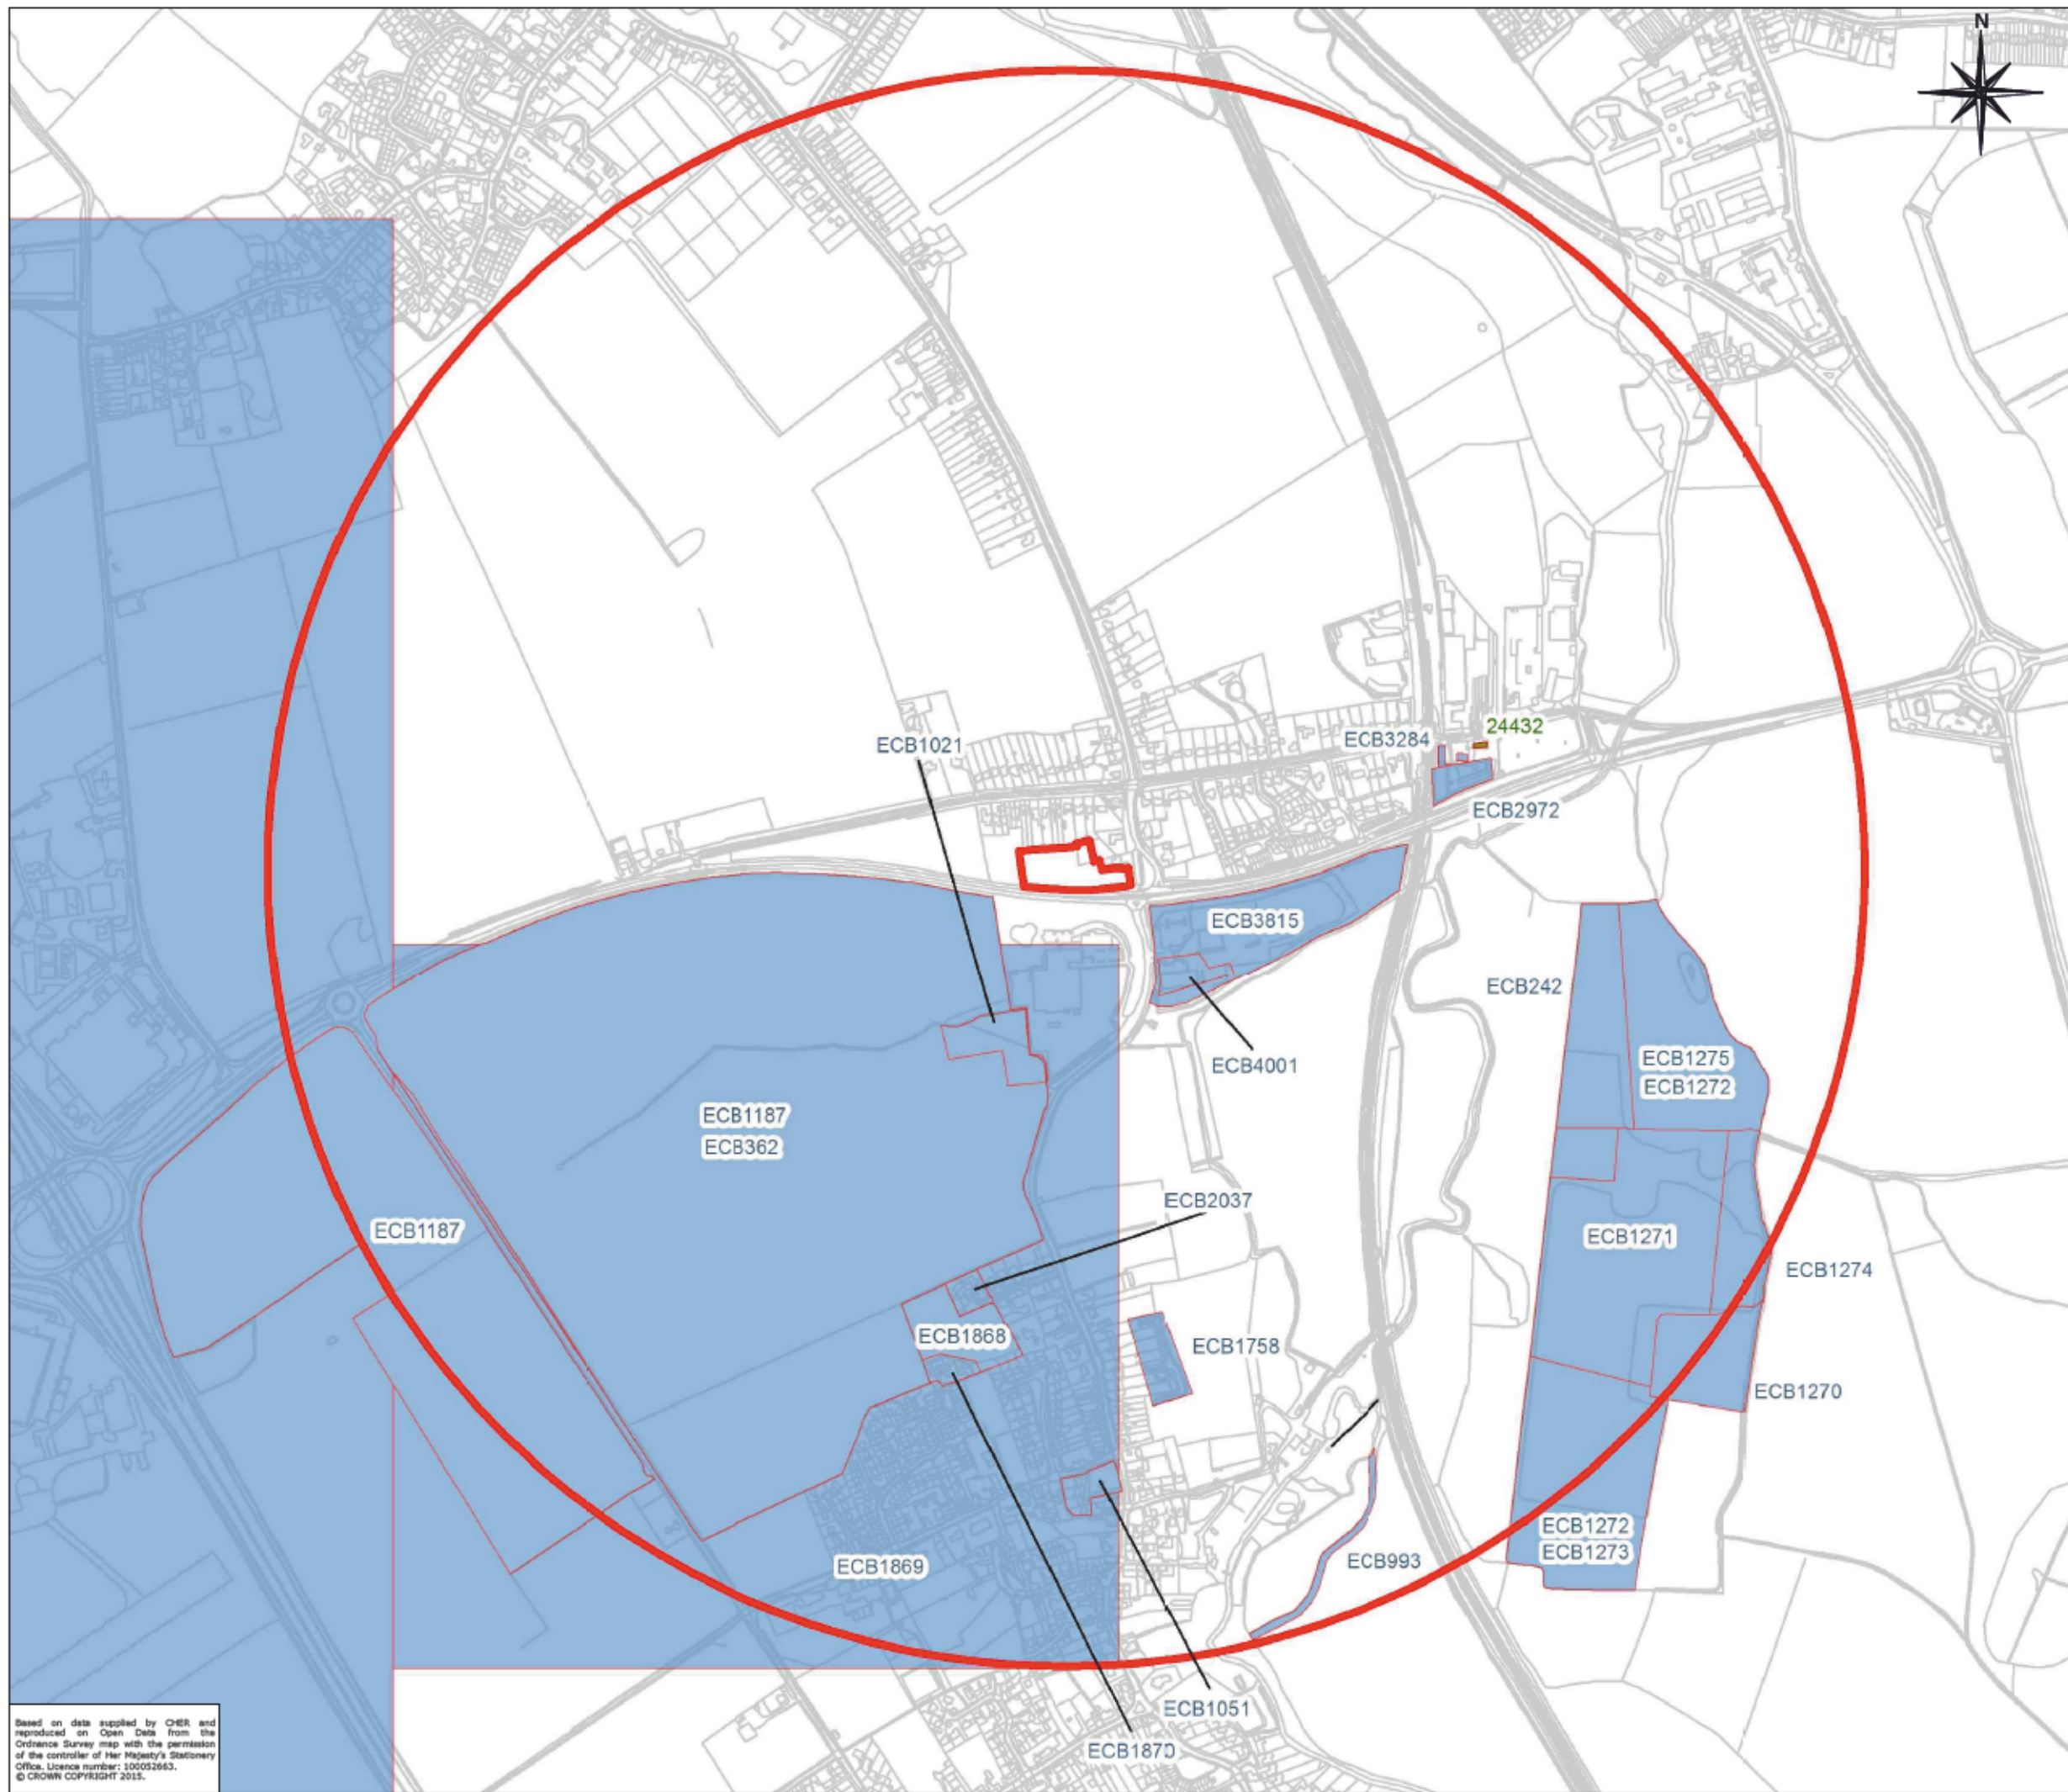 N
24432
ECB3284
ECB1021
ECB2972
ECB3815
ECB242
ECB4001
ECB1275
ECB1272
ECB1187
ECB362
ECB2037
ECB1187
ECB1271
ECB1274
ECB1868
ECB1758
ECB1270
ECB1272
ECB1273
ECB993
ECB1869
ECB1051
ECB1870
Based on data supplied by CHER and
reproduced on Open Data from the
Ordnance Survey map with the permission
of the controller of Her Majesty's Stationery
Office. Licence number: 100052663.
© CROWN COPYRIGHT 2015.